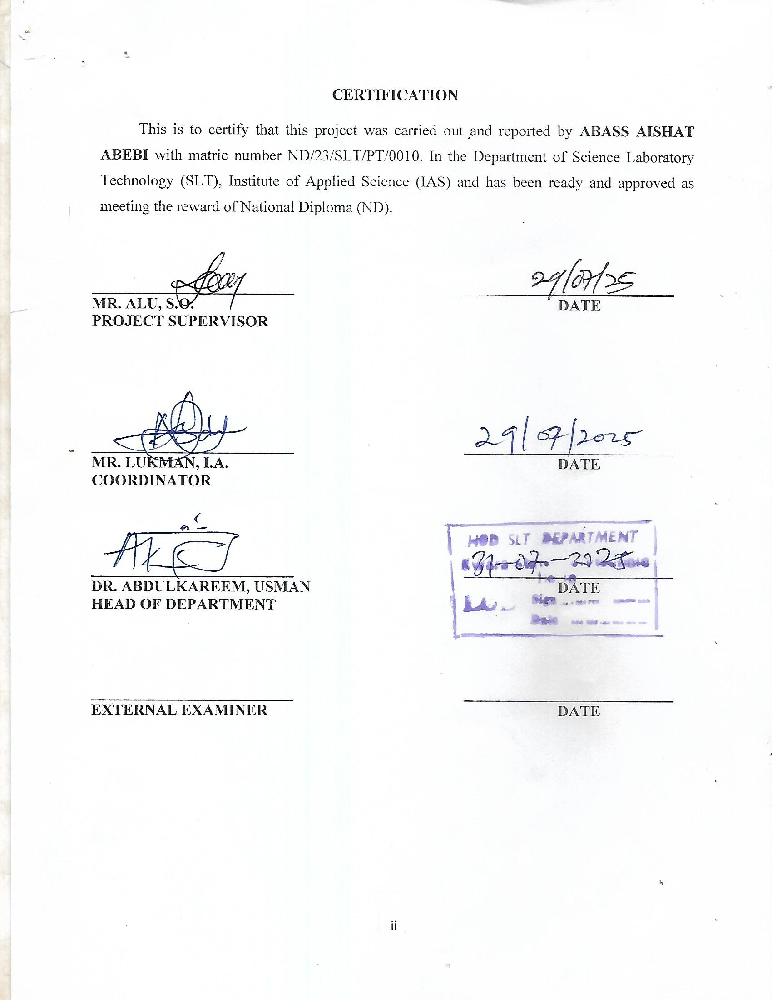 CERTIFICATION
This is to certify that this project was carried out and reported by ABASS AISHAT
ABEBI with matric number ND/23/SLT/PT/0010. In the Department of Science Laboratory
Technology (SLT), Institute of Applied Science (IAS) and has been ready and approved as
meeting the reward of National Diploma (ND).
29/07/25
MR. ALU, S.O. DATE
PROJECT SUPERVISOR
29/07/2025
MR. LUKMAN, I.A. DATE
COORDINATOR
HOD SLT DEPARTMENT
31-07-2025
DR. ABDULKAREEM, USMAN DATE
HEAD OF DEPARTMENT
Sign
Date
EXTERNAL EXAMINER DATE
ii